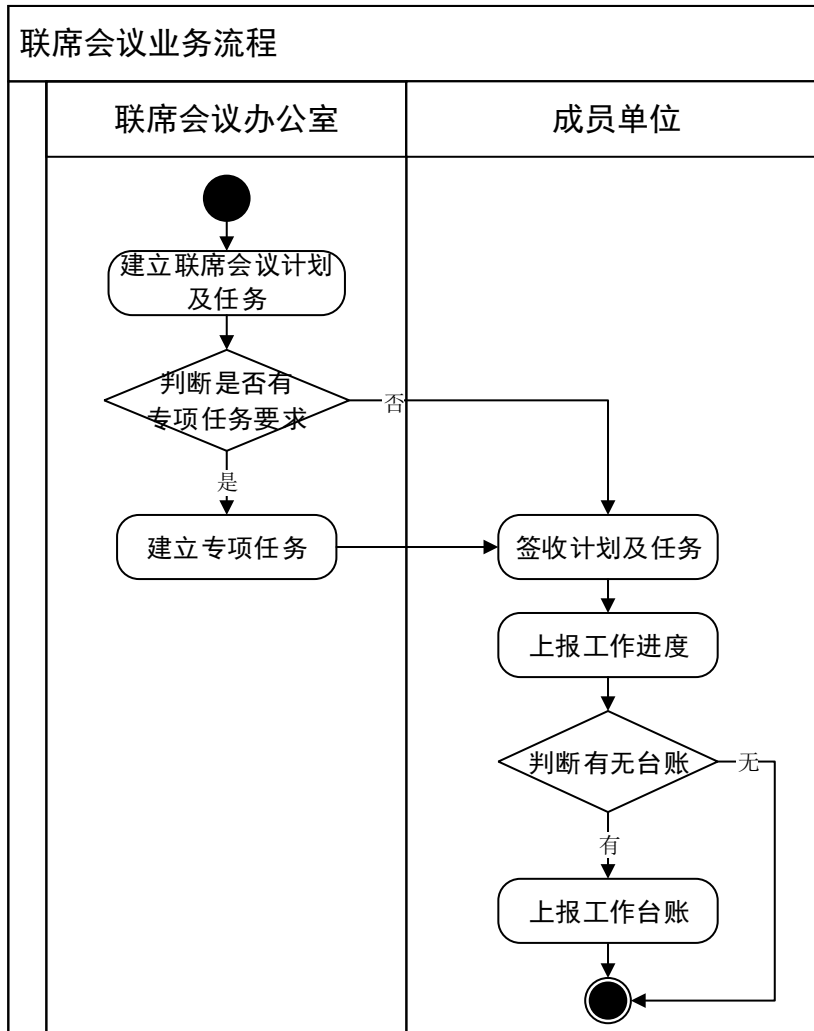 联席会议业务流程
联席会议办公室
成员单位
建立联席会议计划
及任务
判断是否有
专项任务要求
否
是
建立专项任务
签收计划及任务
上报工作进度
判断有无台账
无
有
上报工作台账